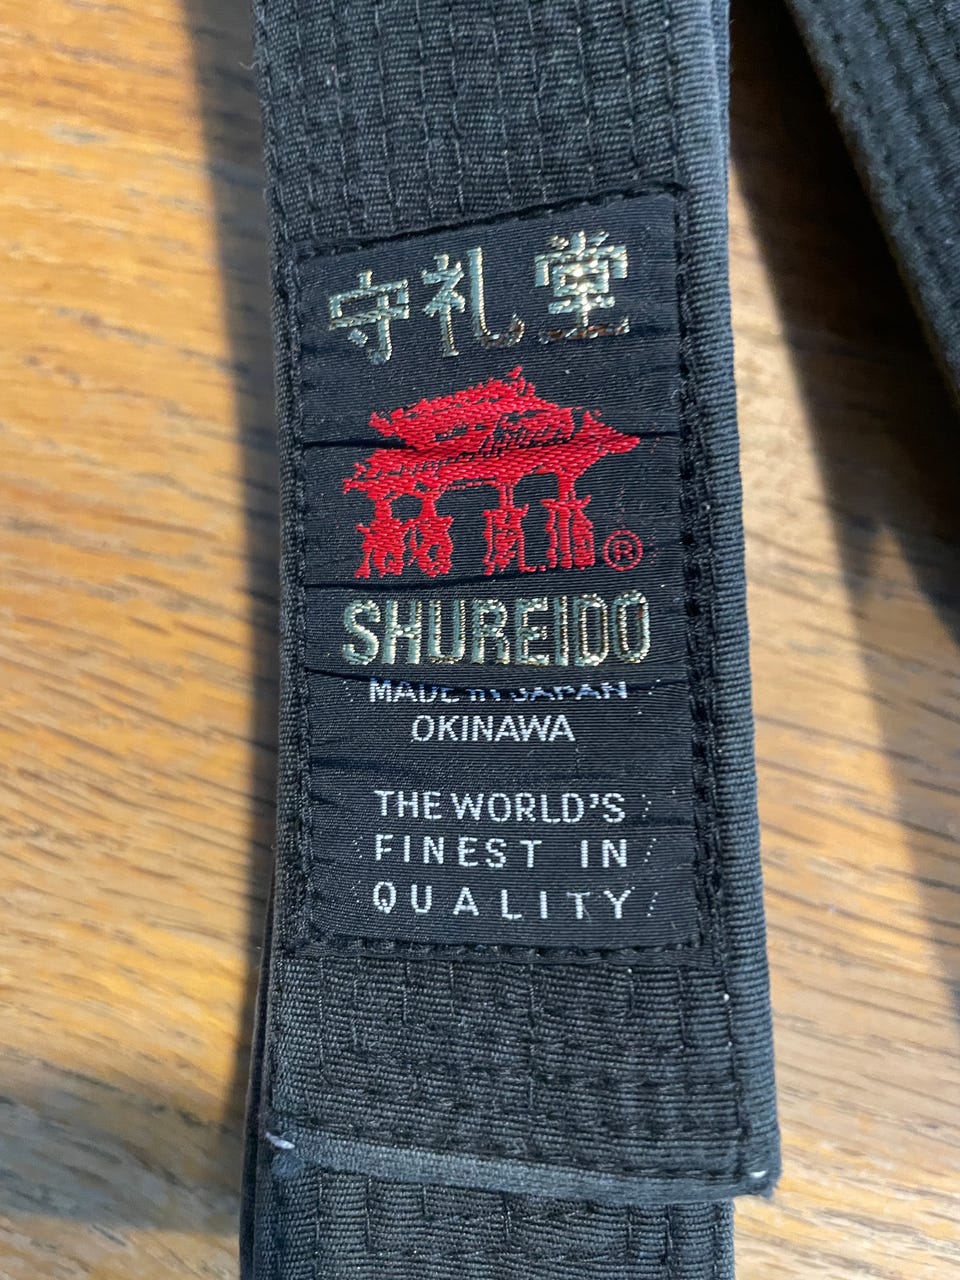 守礼堂
®
SHUREIDO
MADE IN JAPAN
OKINAWA
THE WORLD'S
FINEST IN
QUALITY